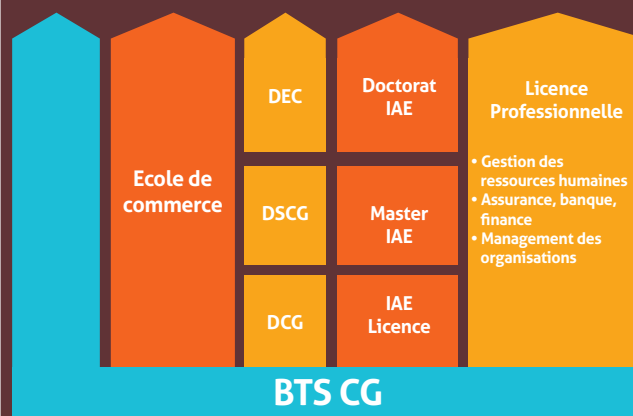 Ecole de
commerce
DEC
DSCG
DCG
Doctorat
IAE
Master
IAE
IAE
Licence
Licence
Professionnelle
• Gestion des
ressources humaines
• Assurance, banque,
finance
• Management des
organisations
BTS CG